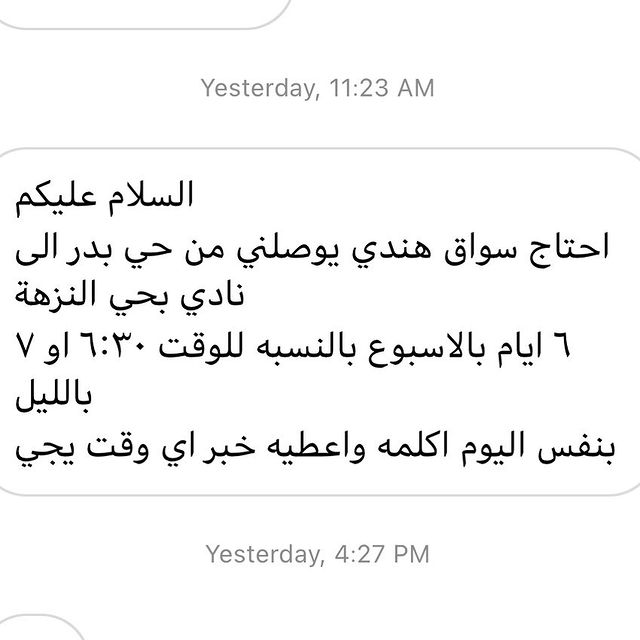 Yesterday, 11:23 AM
السلام عليكم
احتاج سواق هندي يوصلني من حي بدر الى
نادي بحي النزهة
٦ ايام بالاسبوع بالنسبه للوقت ٦:٣٠ او ٧
بالليل
بنفس اليوم اكلمه واعطيه خبر اي وقت يجي
Yesterday, 4:27 PM